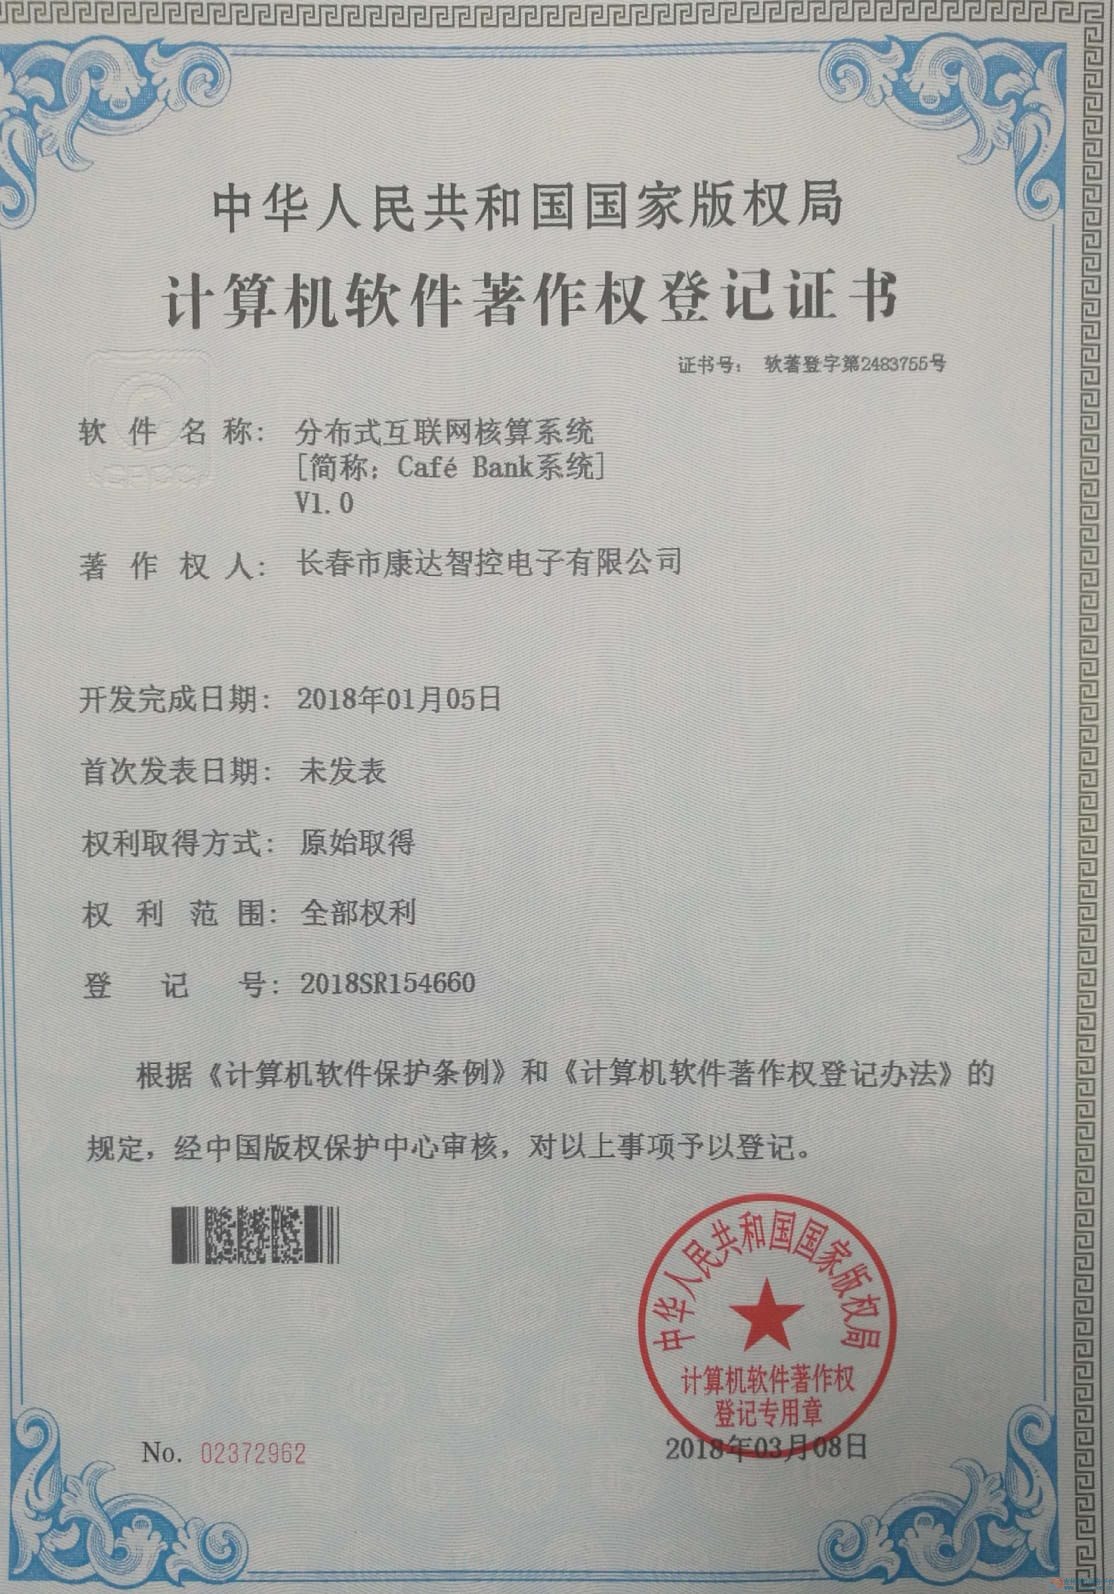 中华人民共和国国家版权局
计算机软件著作权登记证书
证书号： 软著登字第2483755号
软件名称： 分布式互联网核算系统
[简称：Café Bank系统]
V1.0
著作权人： 长春市康达智控电子有限公司
开发完成日期： 2018年01月05日
首次发表日期： 未发表
权利取得方式： 原始取得
权利范围： 全部权利
登记号： 2018SR154660
根据《计算机软件保护条例》和《计算机软件著作权登记办法》的
规定，经中国版权保护中心审核，对以上事项予以登记。
中华人民共和国国家版权局
计算机软件著作权
登记专用章
No. 02372962
2018年03月08日